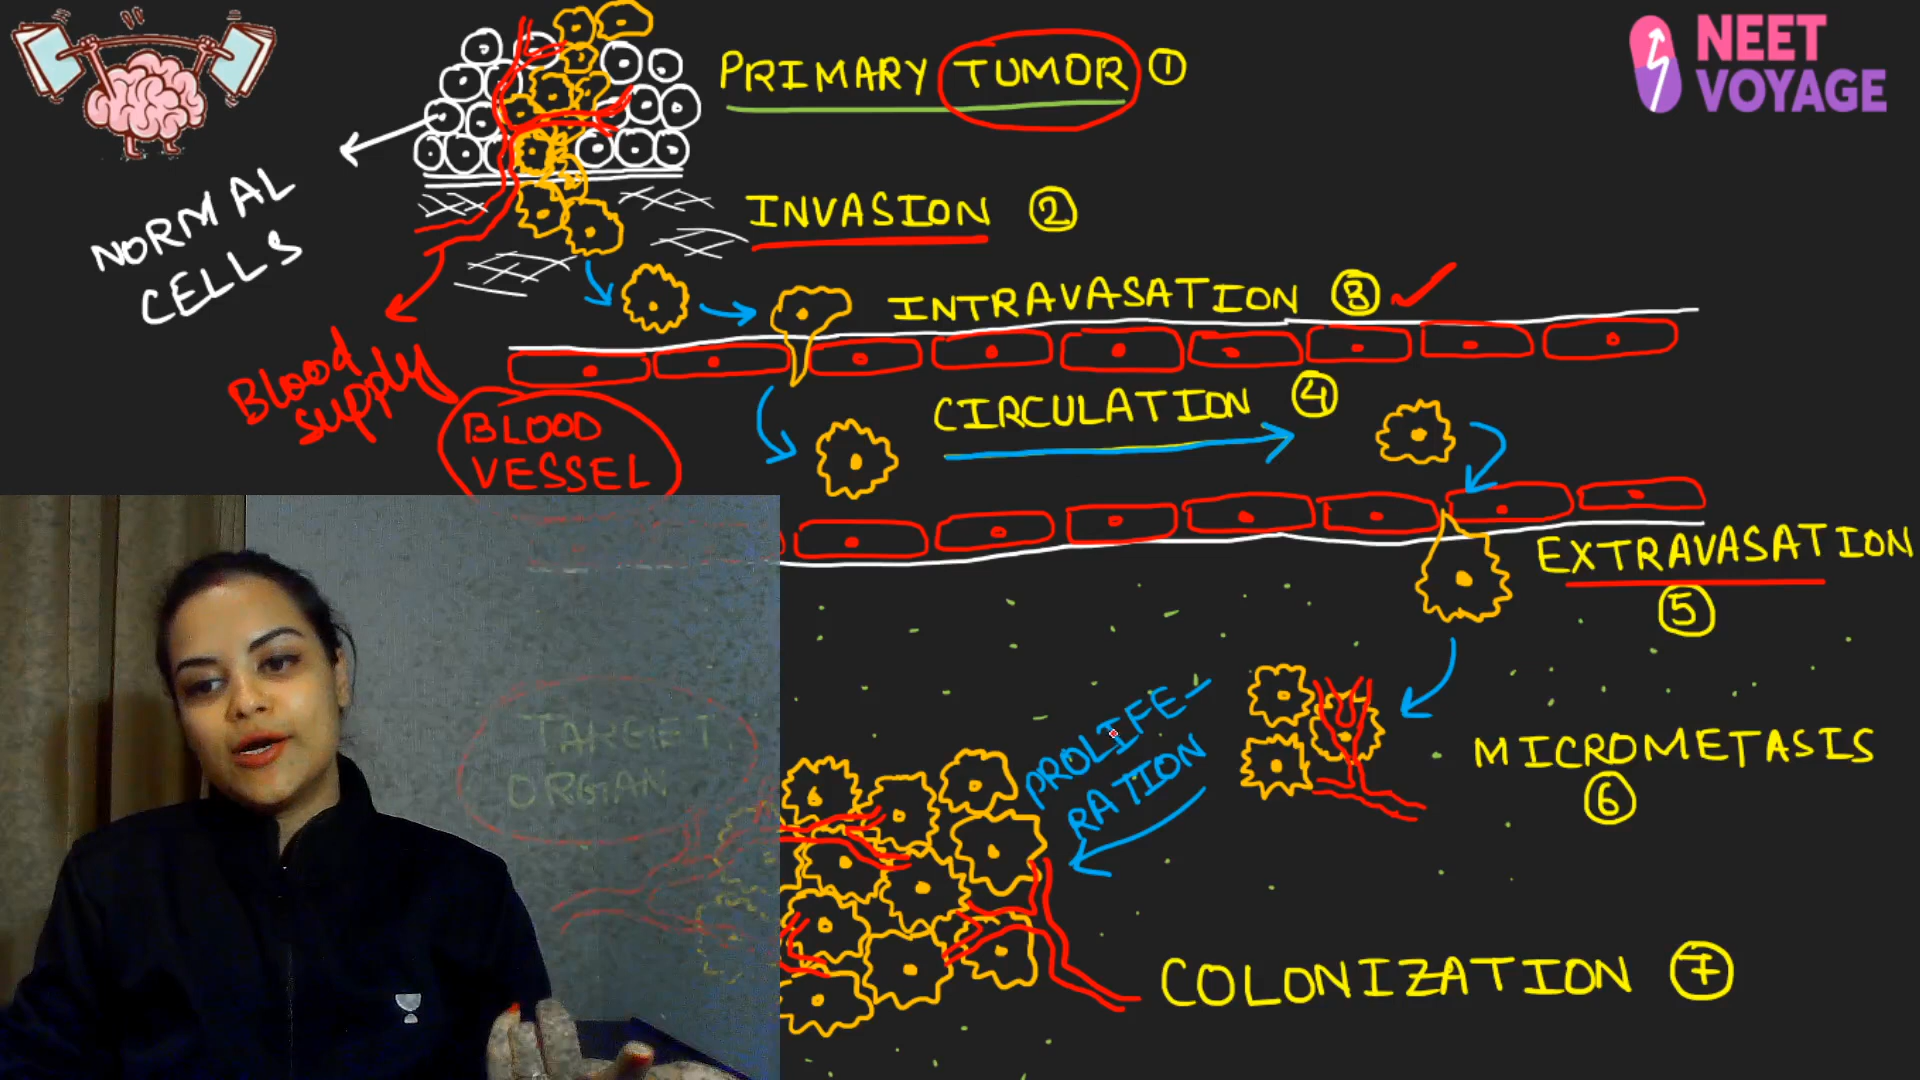 NEET
VOYAGE
PRIMARY TUMOR 1
NORMAL
CELLS
INVASION 2
INTRAVASATION 3
Blood
supply
BLOOD
VESSEL
CIRCULATION 4
EXTRAVASATION
5
TARGET
ORGAN
PROLIFE-
RATION
MICROMETASIS
6
COLONIZATION 7